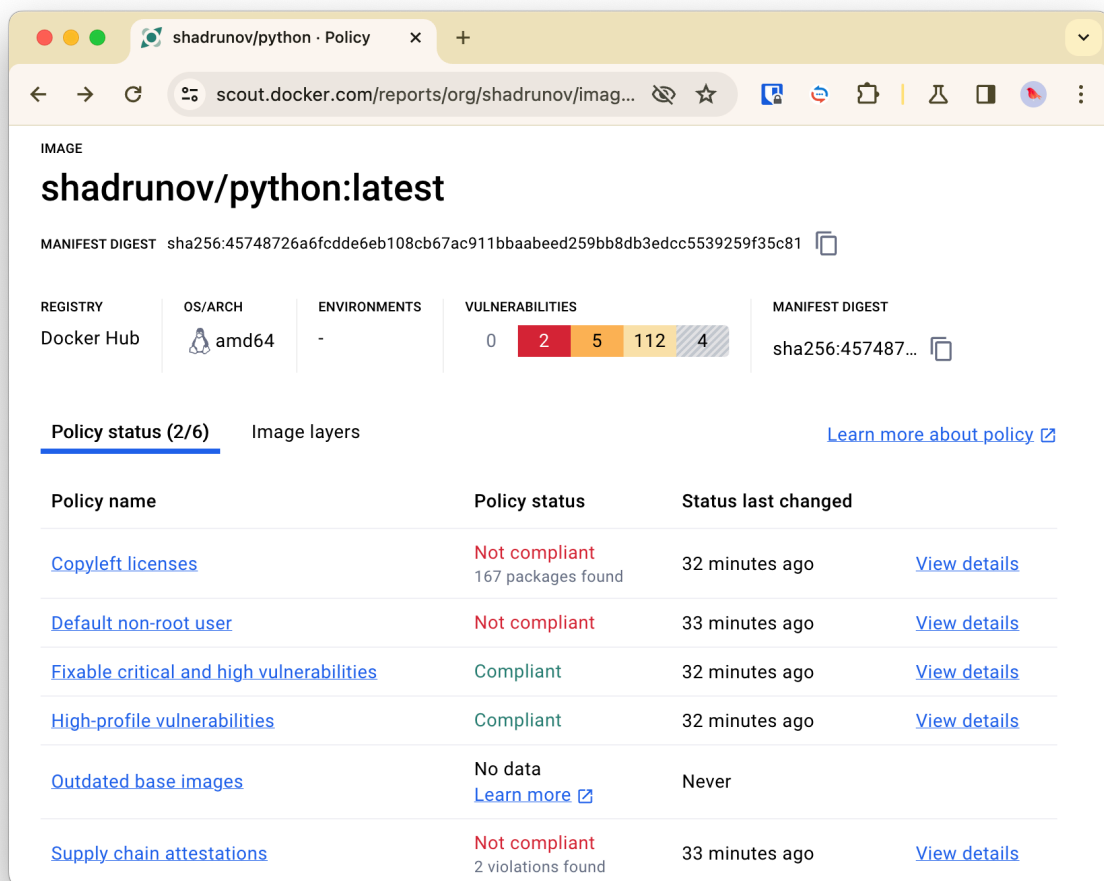 shadrunov/python · Policy
scout.docker.com/reports/org/shadrunov/imag...
IMAGE
shadrunov/python:latest
MANIFEST DIGEST sha256:45748726a6fcdde6eb108cb67ac911bbaabeed259bb8db3edcc5539259f35c81
REGISTRY OS/ARCH ENVIRONMENTS VULNERABILITIES MANIFEST DIGEST
Docker Hub amd64 - 0 2 5 112 4 sha256:457487...
Policy status (2/6) Image layers Learn more about policy
Policy name Policy status Status last changed
Copyleft licenses Not compliant 32 minutes ago View details
167 packages found
Default non-root user Not compliant 33 minutes ago View details
Fixable critical and high vulnerabilities Compliant 32 minutes ago View details
High-profile vulnerabilities Compliant 32 minutes ago View details
Outdated base images No data Never
Learn more
Supply chain attestations Not compliant 33 minutes ago View details
2 violations found